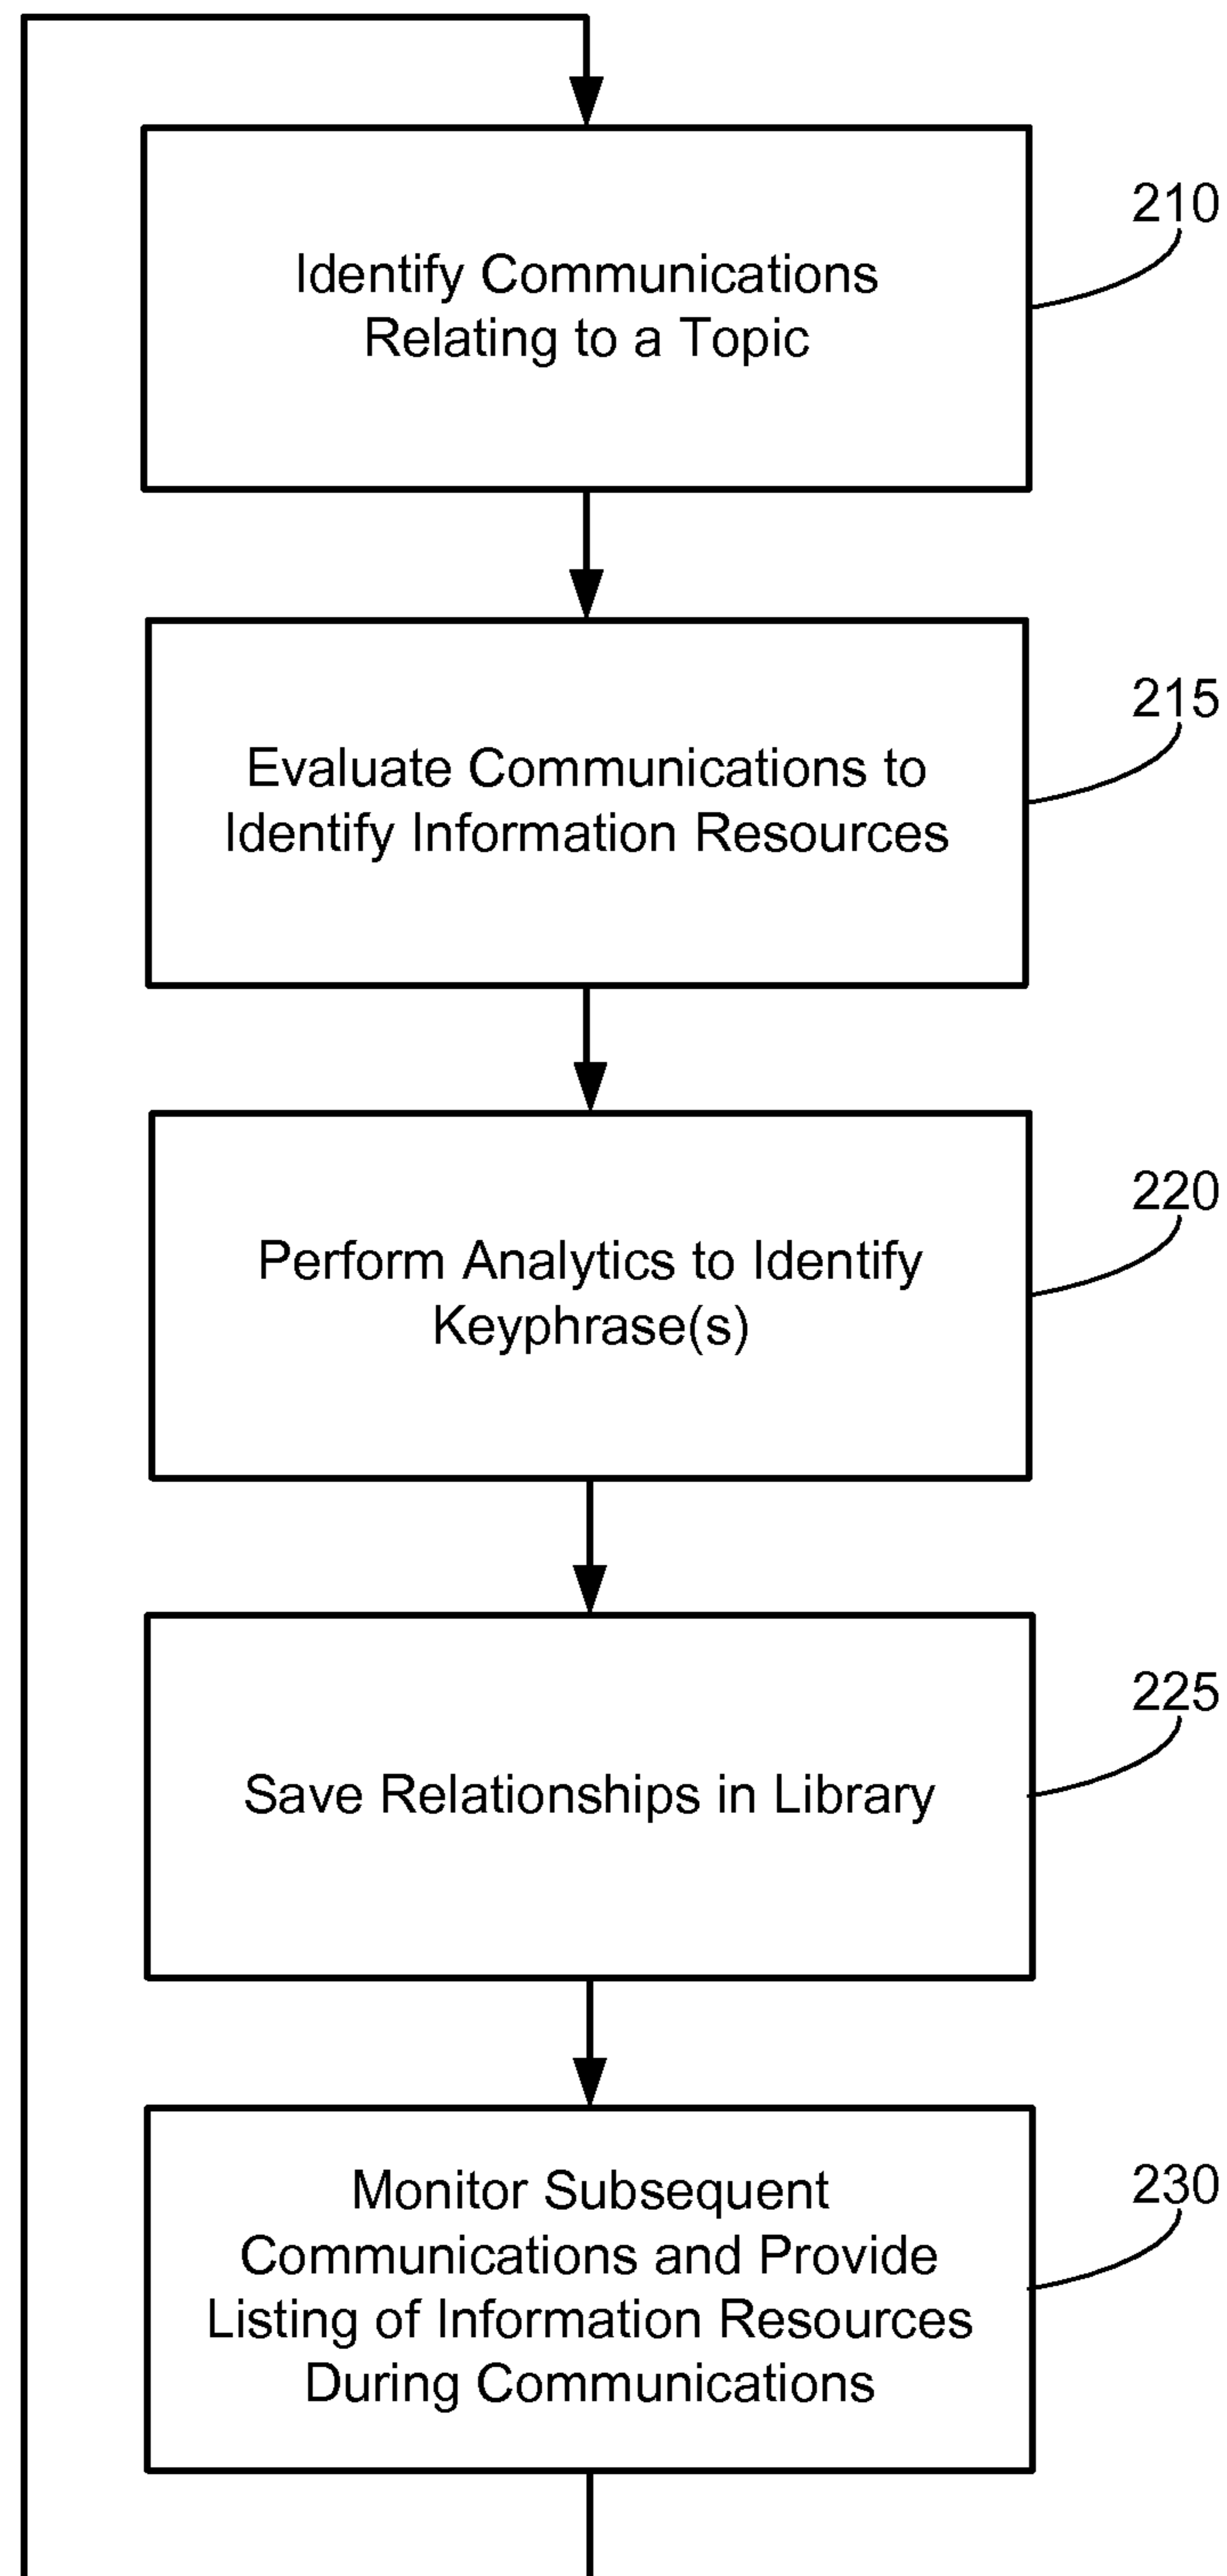 210
Identify Communications
Relating to a Topic
215
Evaluate Communications to
Identify Information Resources
220
Perform Analytics to Identify
Keyphrase(s)
225
Save Relationships in Library
230
Monitor Subsequent
Communications and Provide
Listing of Information Resources
During Communications